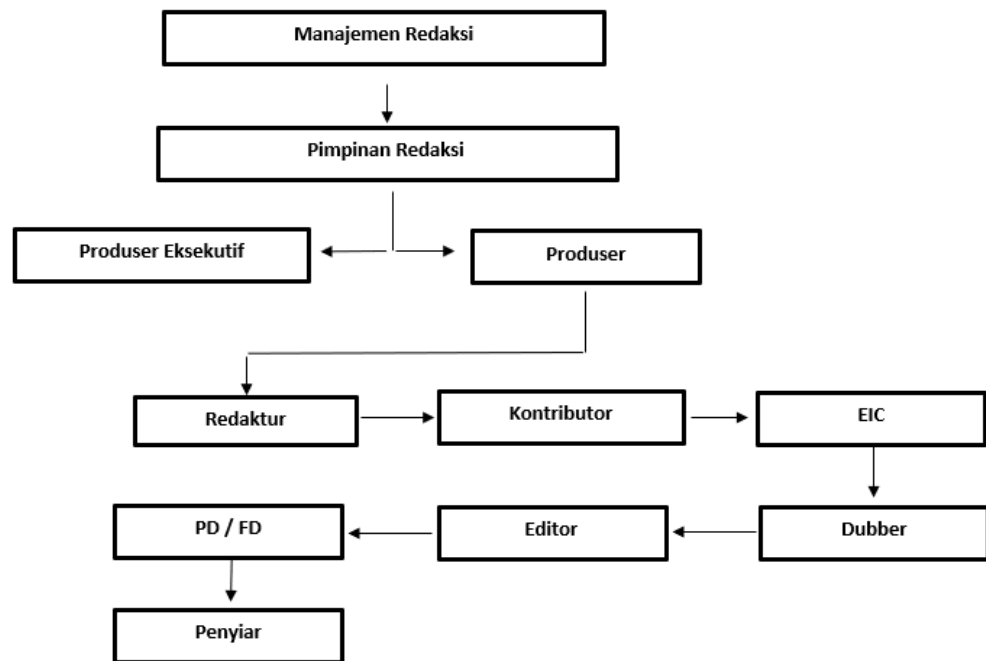 Manajemen Redaksi
Pimpinan Redaksi
Produser Eksekutif
Produser
Redaktur
Kontributor
EIC
PD / FD
Editor
Dubber
Penyiar